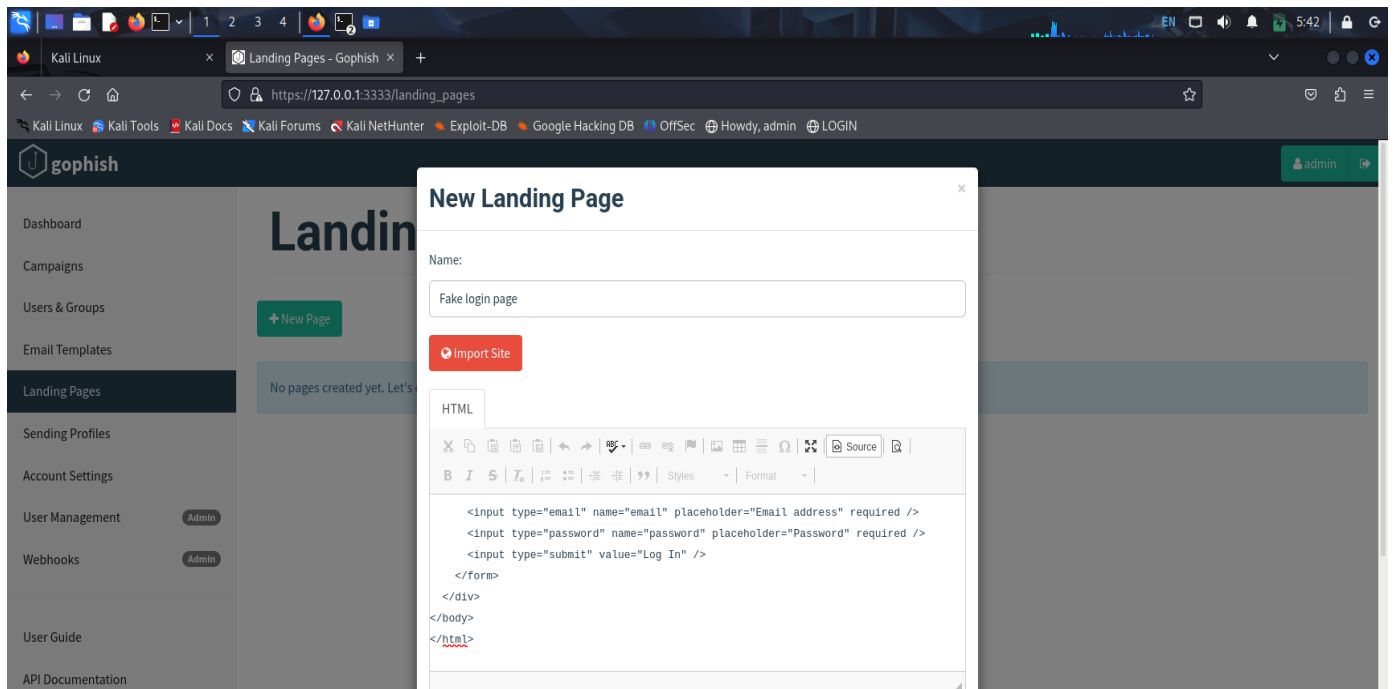 1 2 3 4
2
EN
5:42
Kali Linux
Landing Pages - Gophish
https://127.0.0.1:3333/landing_pages
Kali Linux Kali Tools Kali Docs Kali Forums Kali NetHunter Exploit-DB Google Hacking DB OffSec Howdy, admin LOGIN
gophish
admin
Dashboard
Campaigns
Users & Groups
Email Templates
Landing Pages
Sending Profiles
Account Settings
User Management Admin
Webhooks Admin
User Guide
API Documentation
Landin
New Page
No pages created yet. Let's
New Landing Page
×
Name:
Fake login page
Import Site
HTML
Source
B I S Tx Styles Format
<input type="email" name="email" placeholder="Email address" required />
<input type="password" name="password" placeholder="Password" required />
<input type="submit" value="Log In" />
</form>
</div>
</body>
</html>